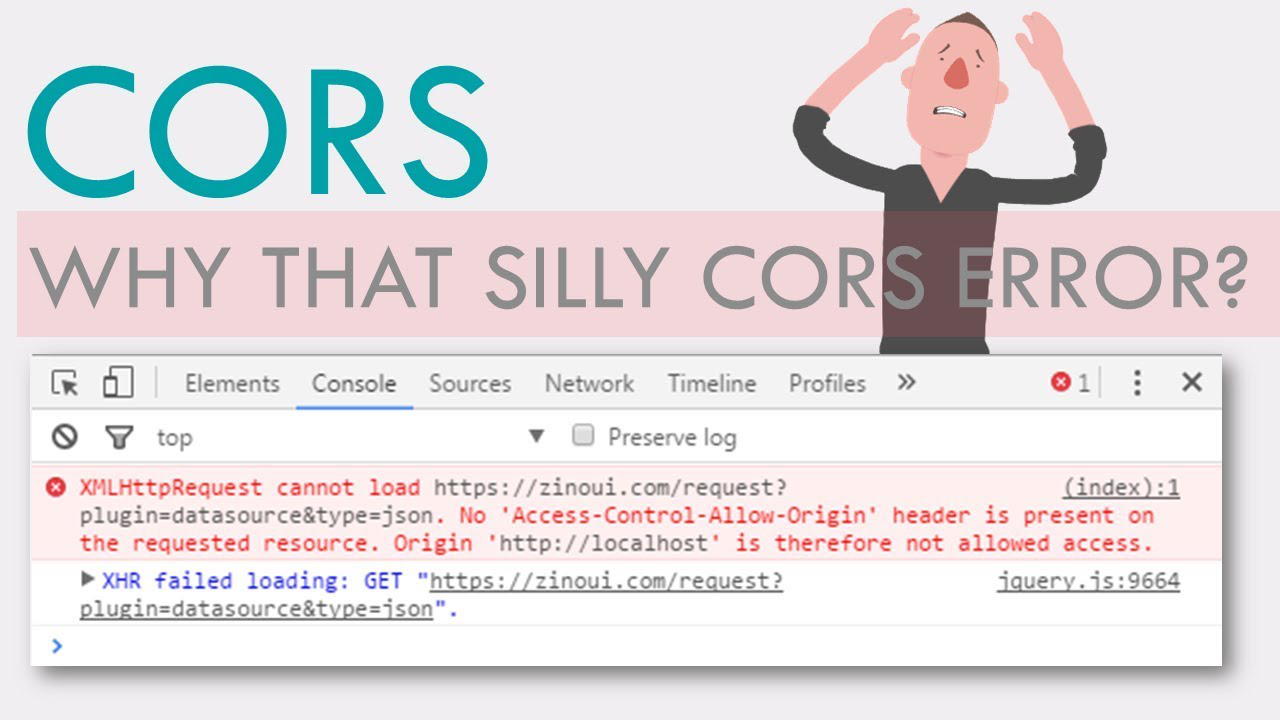 CORS
WHY THAT SILLY CORS ERROR?
Elements Console Sources Network Timeline Profiles » 1
top Preserve log
XMLHttpRequest cannot load https://zinoui.com/request? (index):1
plugin=datasource&type=json. No 'Access-Control-Allow-Origin' header is present on
the requested resource. Origin 'http://localhost' is therefore not allowed access.
XHR failed loading: GET "https://zinoui.com/request? jquery.js:9664
plugin=datasource&type=json".